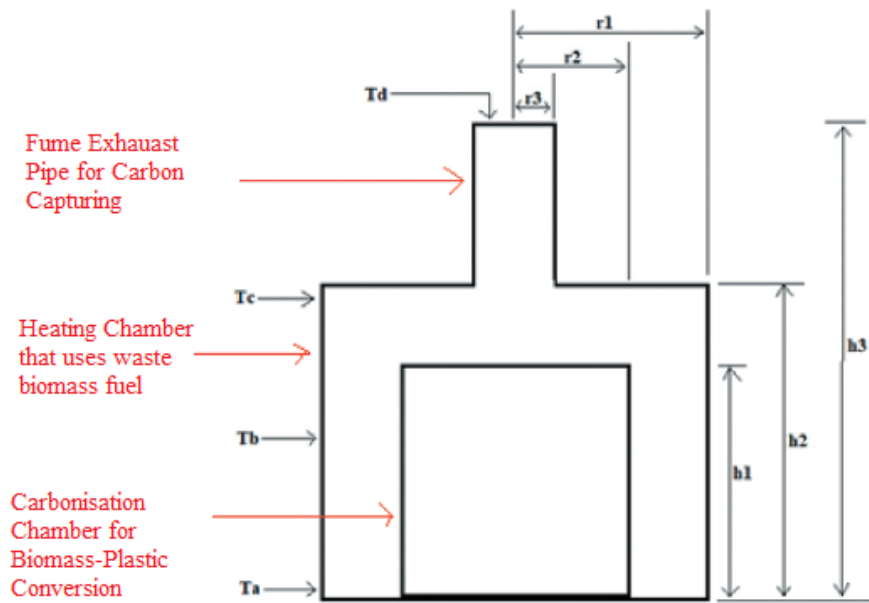 r1
r2
r3
Td
Fume Exhauast
Pipe for Carbon
Capturing
Tc
Heating Chamber
that uses waste
biomass fuel
h3
h2
Tb
h1
Carbonisation
Chamber for
Biomass-Plastic
Conversion
Ta